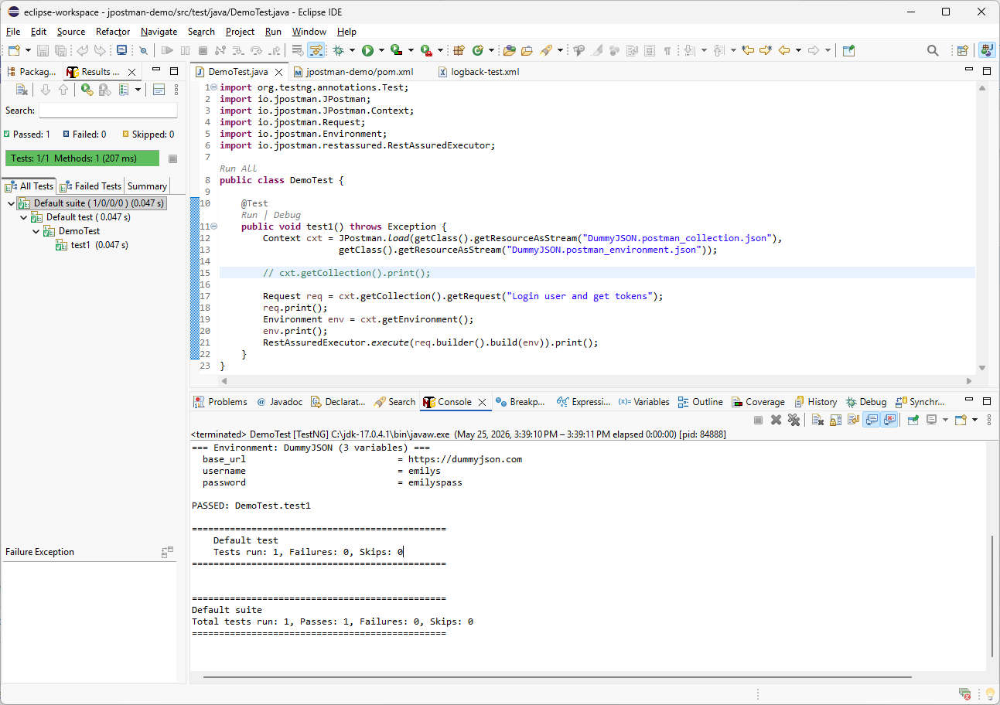 eclipse-workspace - jpostman-demo/src/test/java/DemoTest.java - Eclipse IDE
File Edit Source Refactor Navigate Search Project Run Window Help
Packag... Results ...
Search:
Passed: 1 Failed: 0 Skipped: 0
Tests: 1/1 Methods: 1 (207 ms)
All Tests Failed Tests Summary
Default suite ( 1/0/0/0 ) (0.047 s)
Default test ( 0.047 s)
DemoTest
test1 (0.047 s)
Failure Exception
DemoTest.java jpostman-demo/pom.xml logback-test.xml
1 import org.testng.annotations.Test;
2 import io.jpostman.JPostman;
3 import io.jpostman.JPostman.Context;
4 import io.jpostman.Request;
5 import io.jpostman.Environment;
6 import io.jpostman.restassured.RestAssuredExecutor;
7
Run All
8 public class DemoTest {
9
10 @Test
Run | Debug
11 public void test1() throws Exception {
12 Context cxt = JPostman.Load(getClass().getResourceAsStream("DummyJSON.postman_collection.json"),
13 getClass().getResourceAsStream("DummyJSON.postman_environment.json"));
14
15 // cxt.getCollection().print();
16
17 Request req = cxt.getCollection().getRequest("Login user and get tokens");
18 req.print();
19 Environment env = cxt.getEnvironment();
20 env.print();
21 RestAssuredExecutor.execute(req.builder().build(env)).print();
22 }
23 }
Problems @ Javadoc Declarat... Search Console Breakp... Expressi... (x)= Variables Outline Coverage History Debug Synchr...
<terminated> DemoTest [TestNG] C:\jdk-17.0.4.1\bin\javaw.exe (May 25, 2026, 3:39:10 PM – 3:39:11 PM elapsed 0:00:00) [pid: 84888]
=== Environment: DummyJSON (3 variables) ===
base_url = https://dummyjson.com
username = emilys
password = emilyspass
PASSED: DemoTest.test1
===============================================
Default test
Tests run: 1, Failures: 0, Skips: 0
===============================================
===============================================
Default suite
Total tests run: 1, Passes: 1, Failures: 0, Skips: 0
===============================================